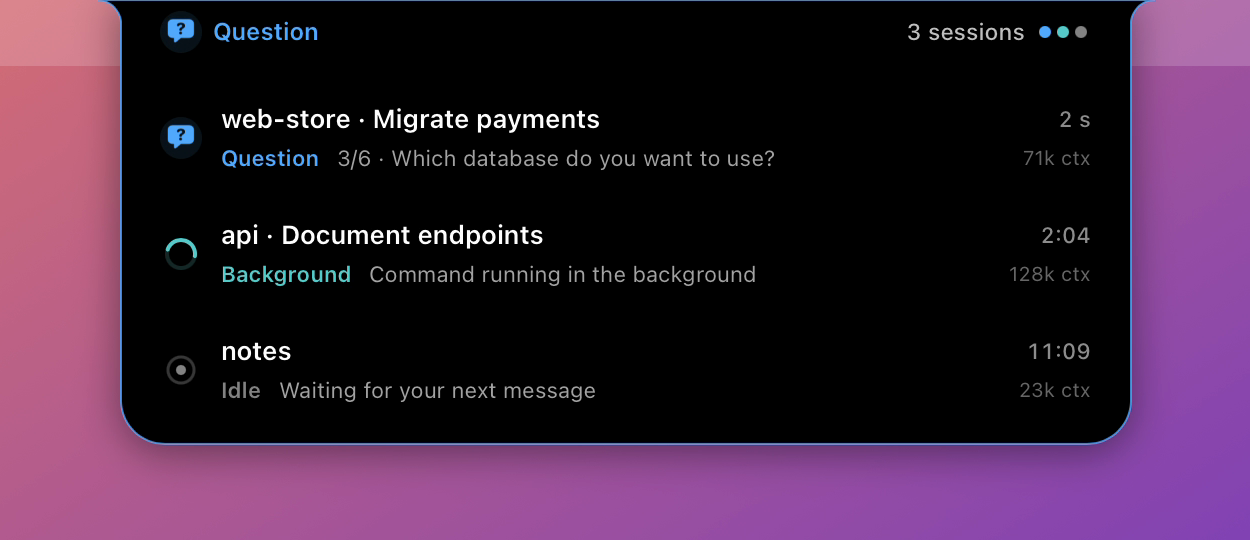 Question
3 sessions
web-store · Migrate payments
2 s
Question 3/6 · Which database do you want to use?
71k ctx
api · Document endpoints
2:04
Background Command running in the background
128k ctx
notes
11:09
Idle Waiting for your next message
23k ctx